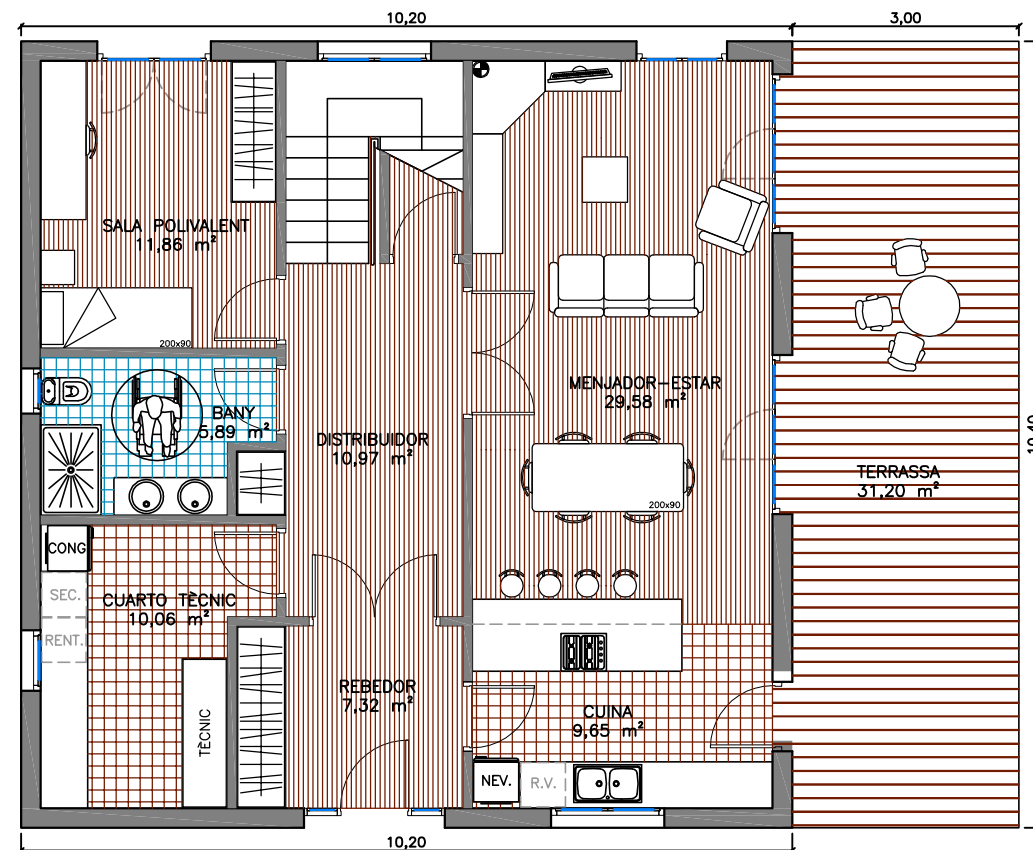 10,20
3,00
SALA POLIVALENT
11,86 m²
200x90
MENJADOR-ESTAR
29,58 m²
BANY
5,89 m²
DISTRIBUIDOR
10,97 m²
10,40
TERRASSA
31,20 m²
200x90
CONG
SEC.
CUARTO TÈCNIC
10,06 m²
RENT.
REBEDOR
7,32 m²
TÈCNIC
CUINA
9,65 m²
NEV.
R.V.
10,20